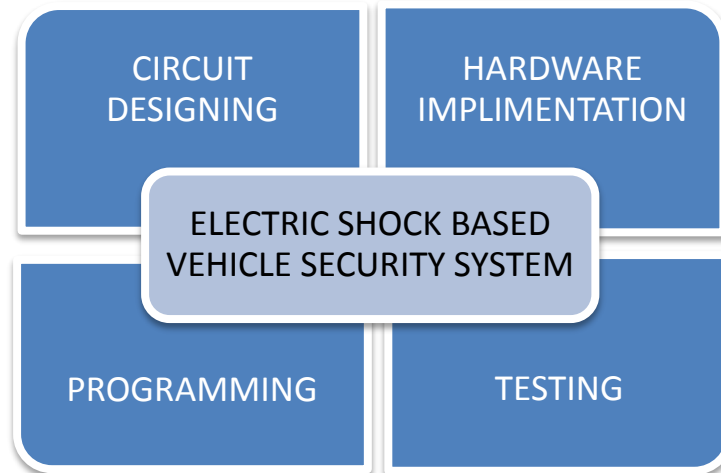 CIRCUIT
DESIGNING
HARDWARE
IMPLIMENTATION
ELECTRIC SHOCK BASED
VEHICLE SECURITY SYSTEM
PROGRAMMING
TESTING